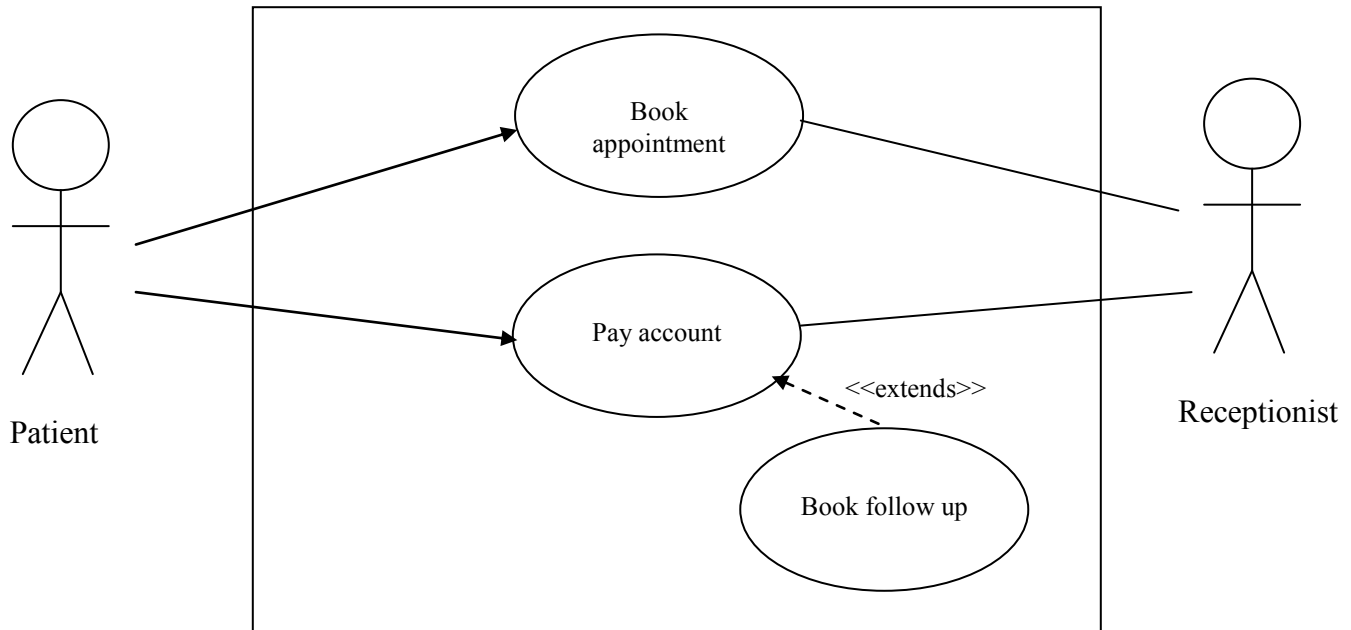 Book
appointment
Pay account
<<extends>>
Patient
Receptionist
Book follow up